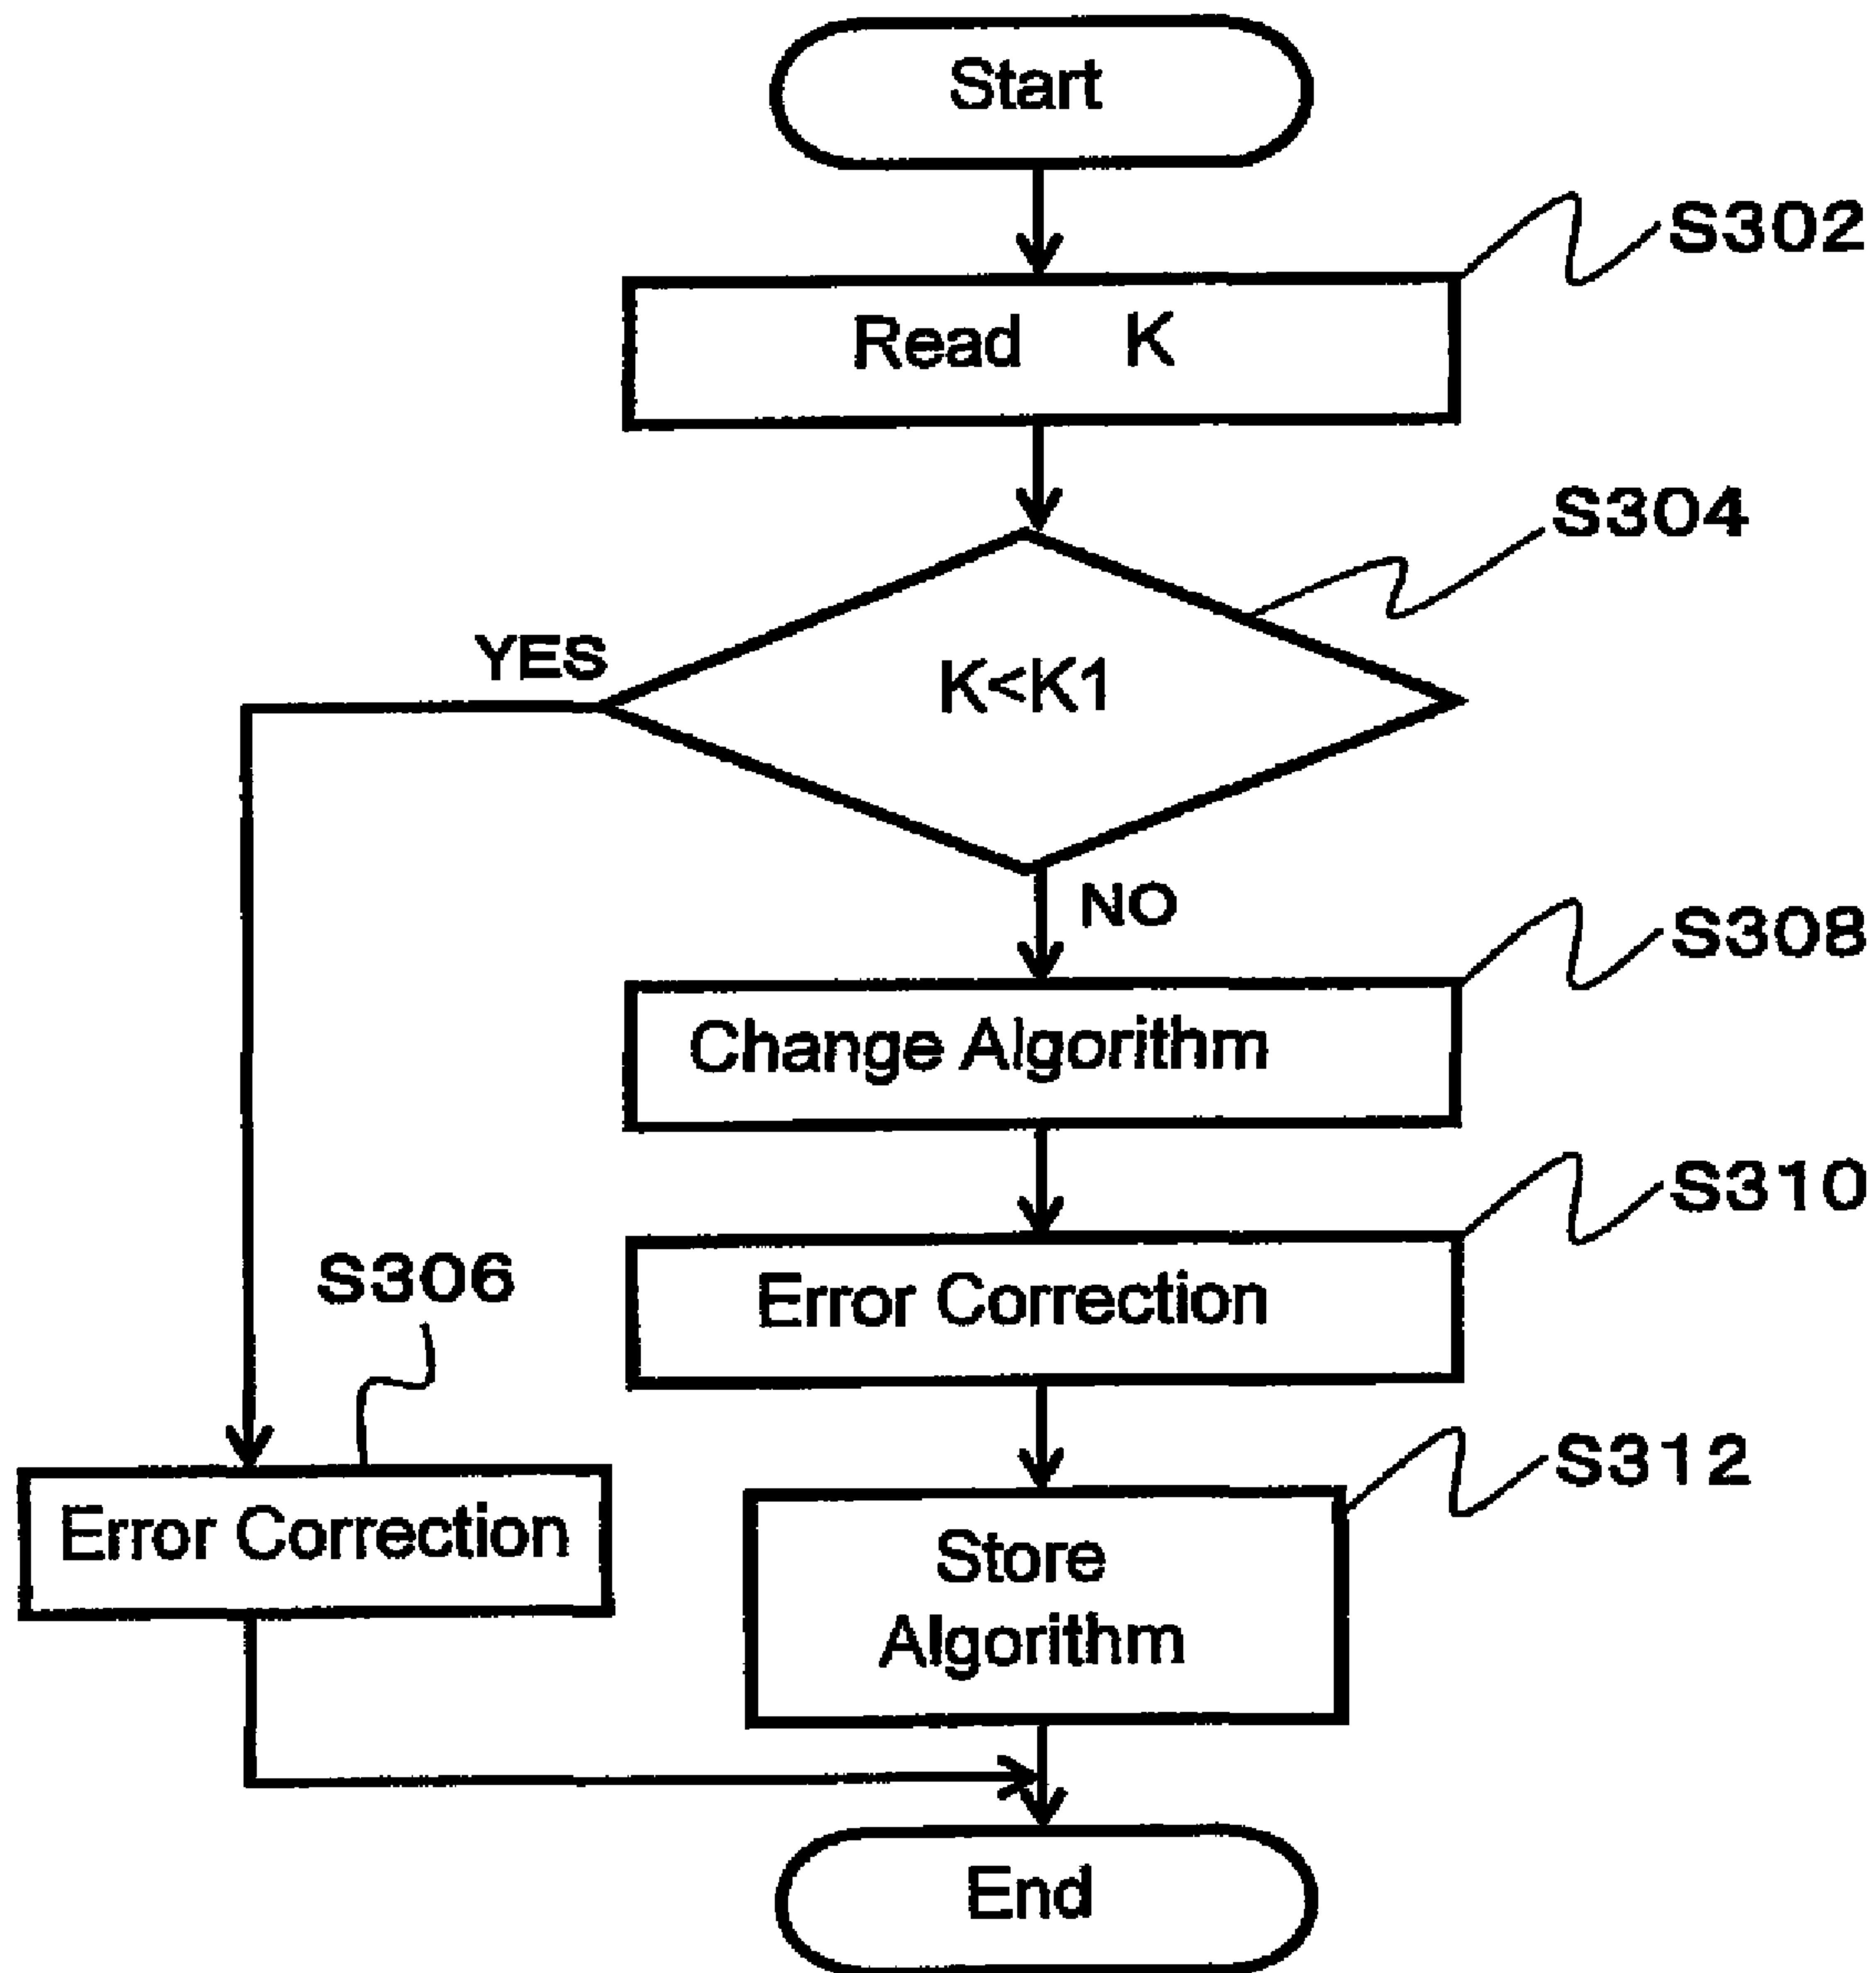 Start
S302
Read K
S304
YES
K<K1
NO
S308
Change Algorithm
S310
Error Correction
S306
S312
Error Correction
Store
Algorithm
End